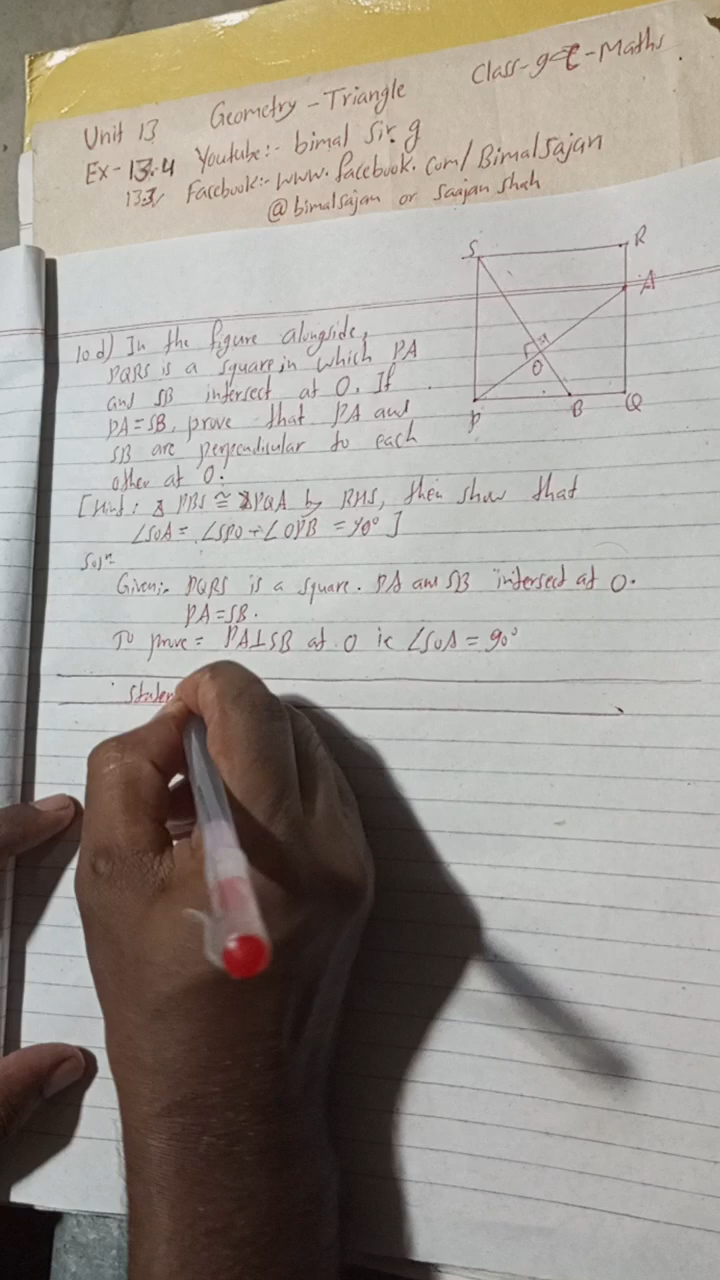 Class-9-Maths
Unit 13 Geometry-Triangle
Ex-13.4 Youtube:- bimal sir g
13.3/ Facebook:- www.facebook.com/Bimalsajan
@bimalsajan or saajan shah
S R
A
O
P B Q
10 d) In the figure alongside,
PQRS is a square in which PA
and SB intersect at O. If
PA=SB, prove that PA and
SB are perpendicular to each
other at O.
[Hint: Δ PBS ≅ ΔPQA by RHS, then show that
∠SOA = ∠SPO + ∠OPB = 90° ]
Solⁿ
Given:- PQRS is a square. PA and SB intersect at O.
PA=SB.
To prove = PA⊥SB at O ie ∠SOA = 90°